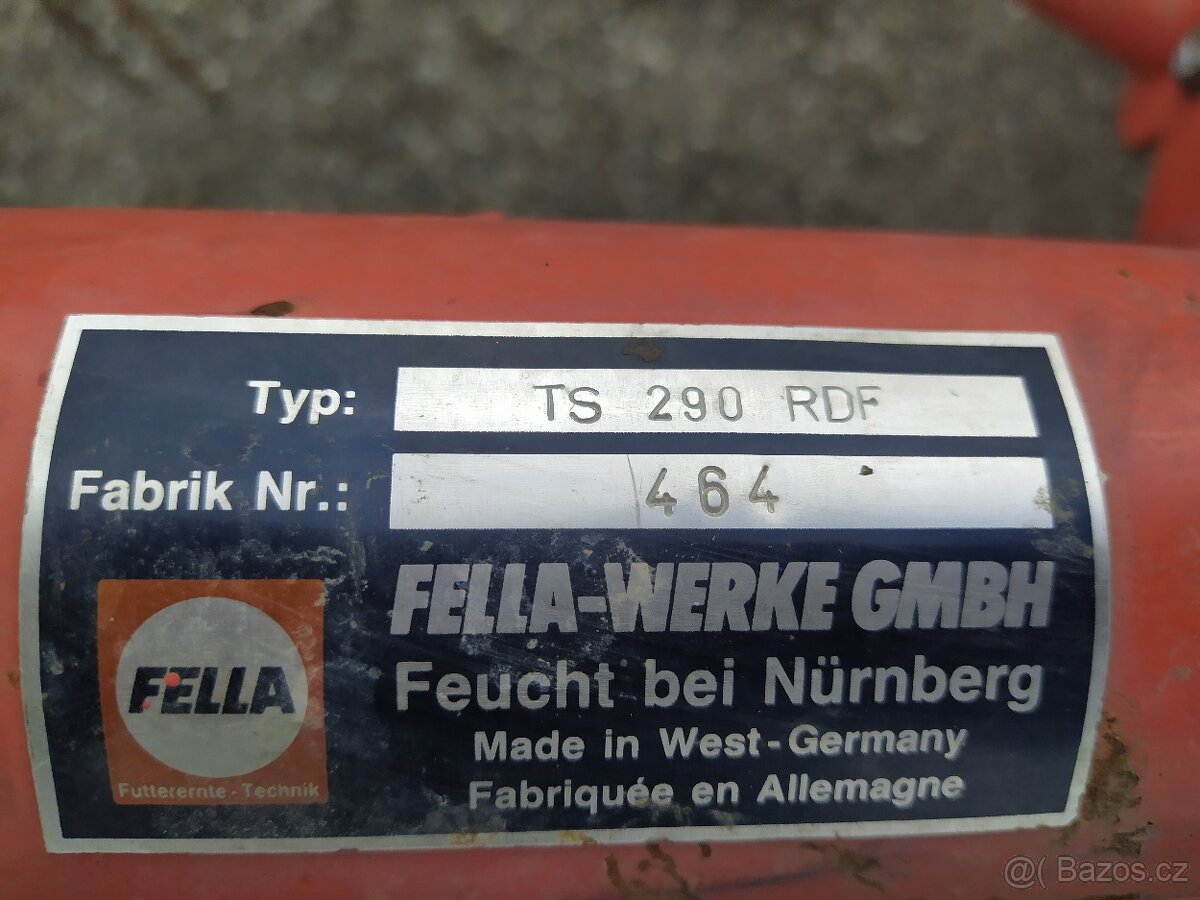 Typ: TS 290 RDF
Fabrik Nr.: 464
FELLA-WERKE GMBH
Feucht bei Nürnberg
Made in West-Germany
Fabriquée en Allemagne
FELLA
Futterernte-Technik
@( Bazos.cz